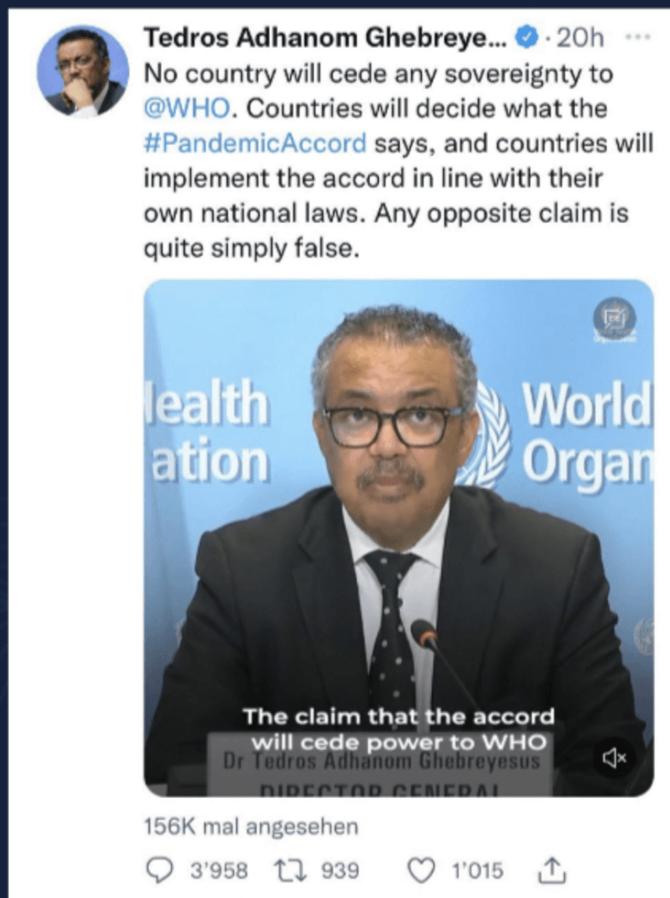 Tedros Adhanom Ghebreye... · 20h ...
No country will cede any sovereignty to
@WHO. Countries will decide what the
#PandemicAccord says, and countries will
implement the accord in line with their
own national laws. Any opposite claim is
quite simply false.
lealth
World
ation
Organ
The claim that the accord
will cede power to WHO
Dr Tedros Adhanom Ghebreyesus
DIRECTOR GENERAL
156K mal angesehen
3'958 939 1'015